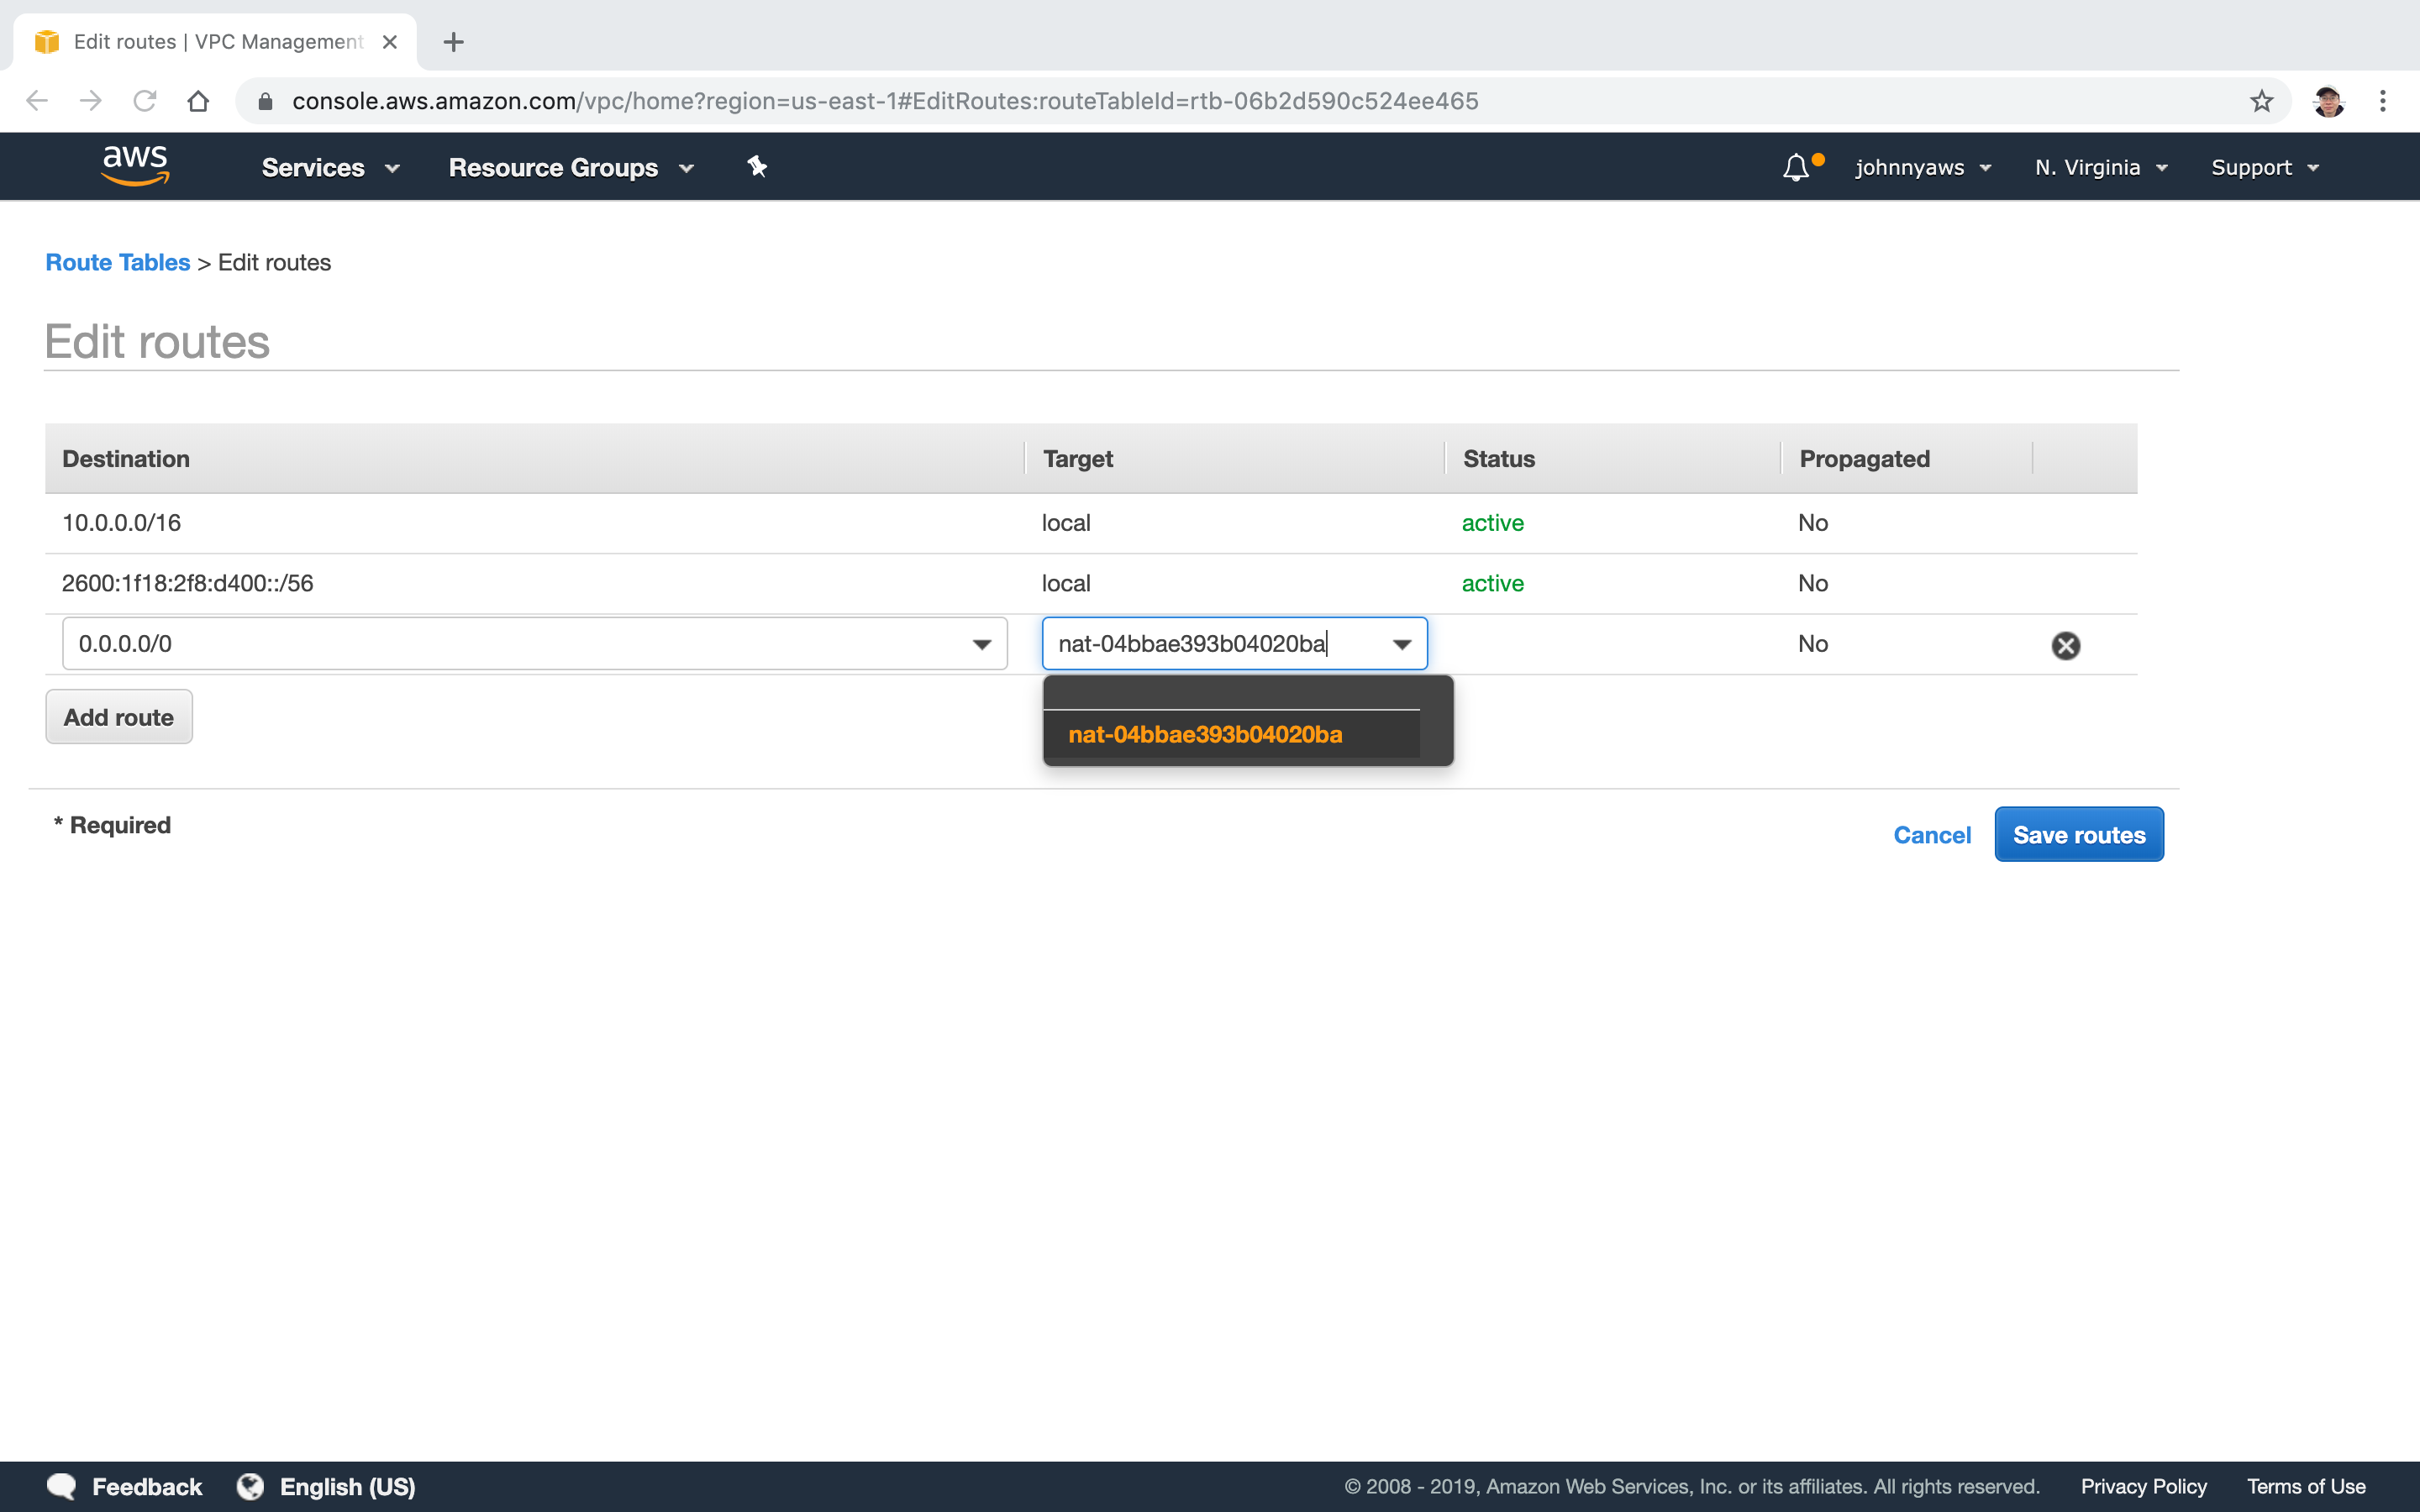 Edit routes | VPC Management
console.aws.amazon.com/vpc/home?region=us-east-1#EditRoutes:routeTableId=rtb-06b2d590c524ee465
aws Services Resource Groups johnnyaws N. Virginia Support
Route Tables > Edit routes
Edit routes
Destination Target Status Propagated
10.0.0.0/16 local active No
2600:1f18:2f8:d400::/56 local active No
0.0.0.0/0 nat-04bbae393b04020ba No
Add route
nat-04bbae393b04020ba
* Required
Cancel Save routes
Feedback English (US) © 2008 - 2019, Amazon Web Services, Inc. or its affiliates. All rights reserved. Privacy Policy Terms of Use